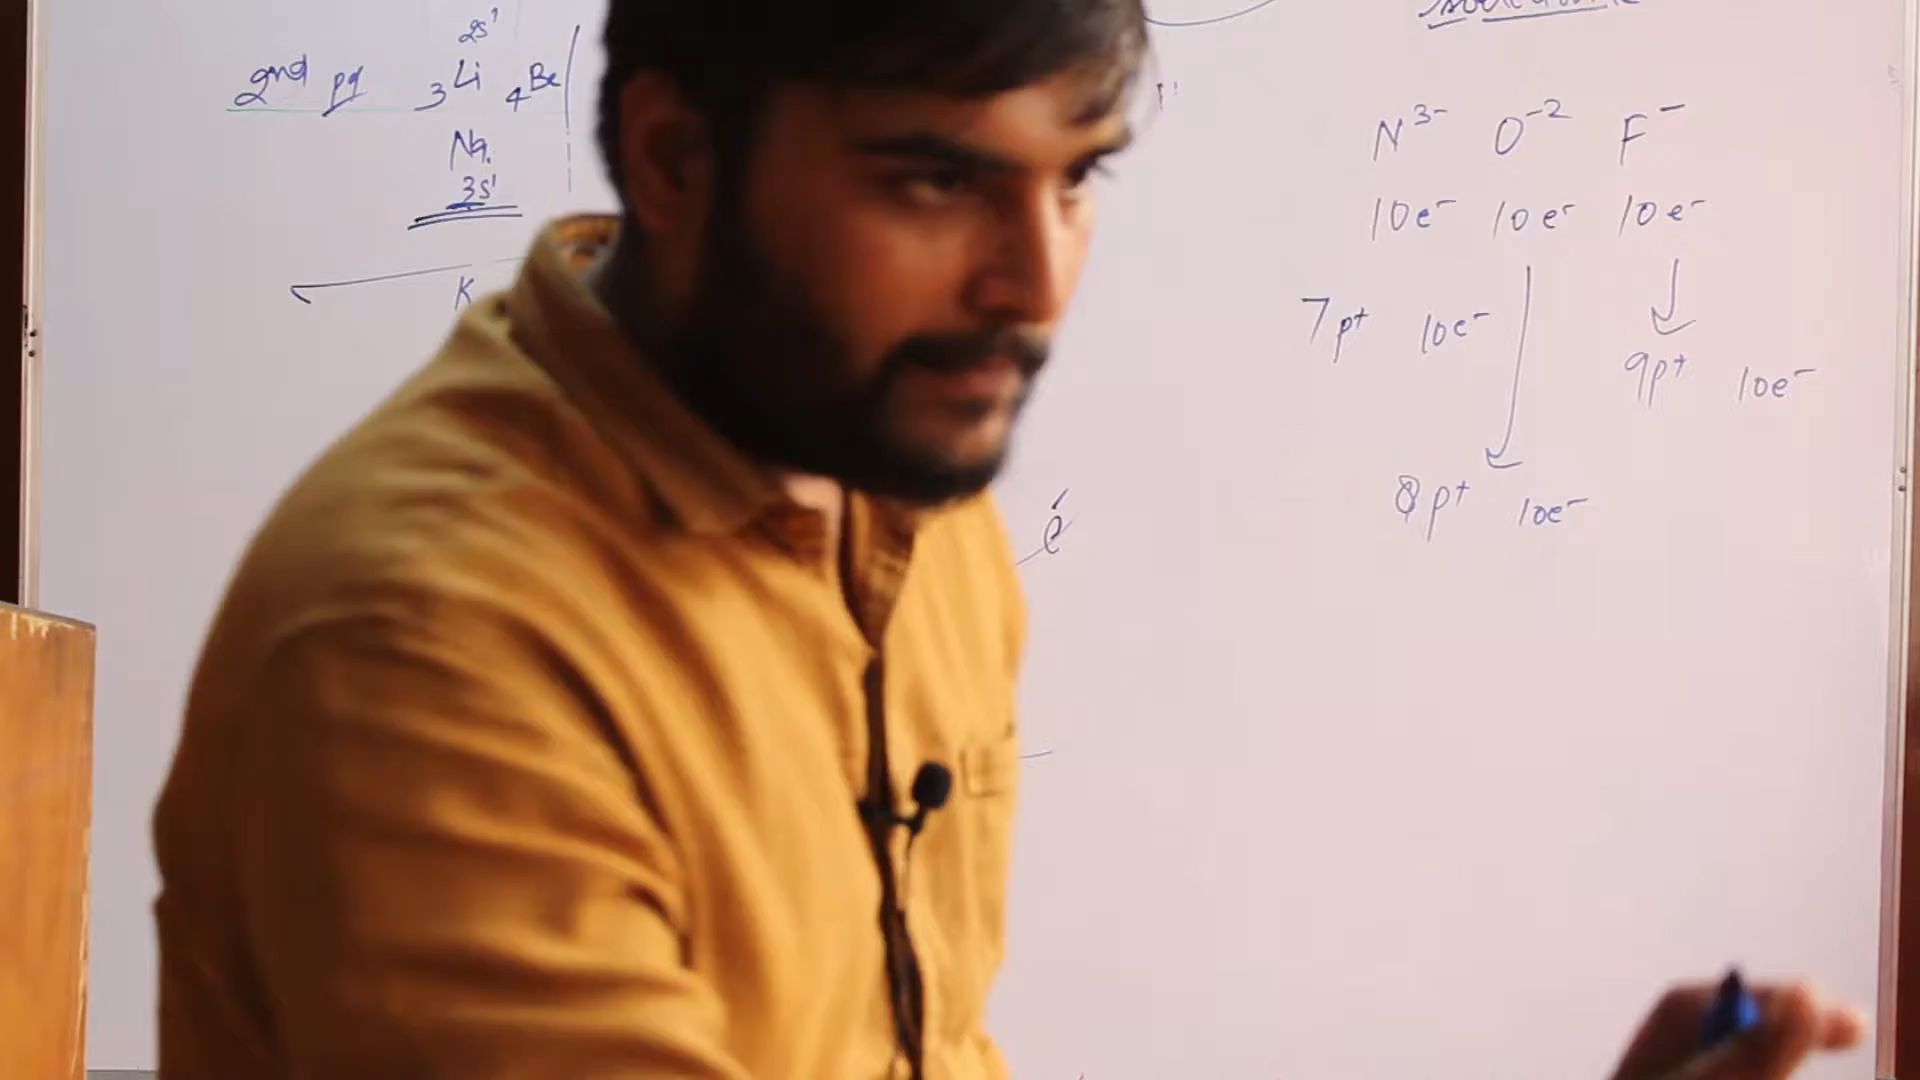 2s¹
2nd pd ₃Li ₄Be
Na.
3s¹
K
N³⁻ O⁻² F⁻
10e⁻ 10e⁻ 10e⁻
7p⁺ 10e⁻
9p⁺ 10e⁻
8p⁺ 10e⁻
é